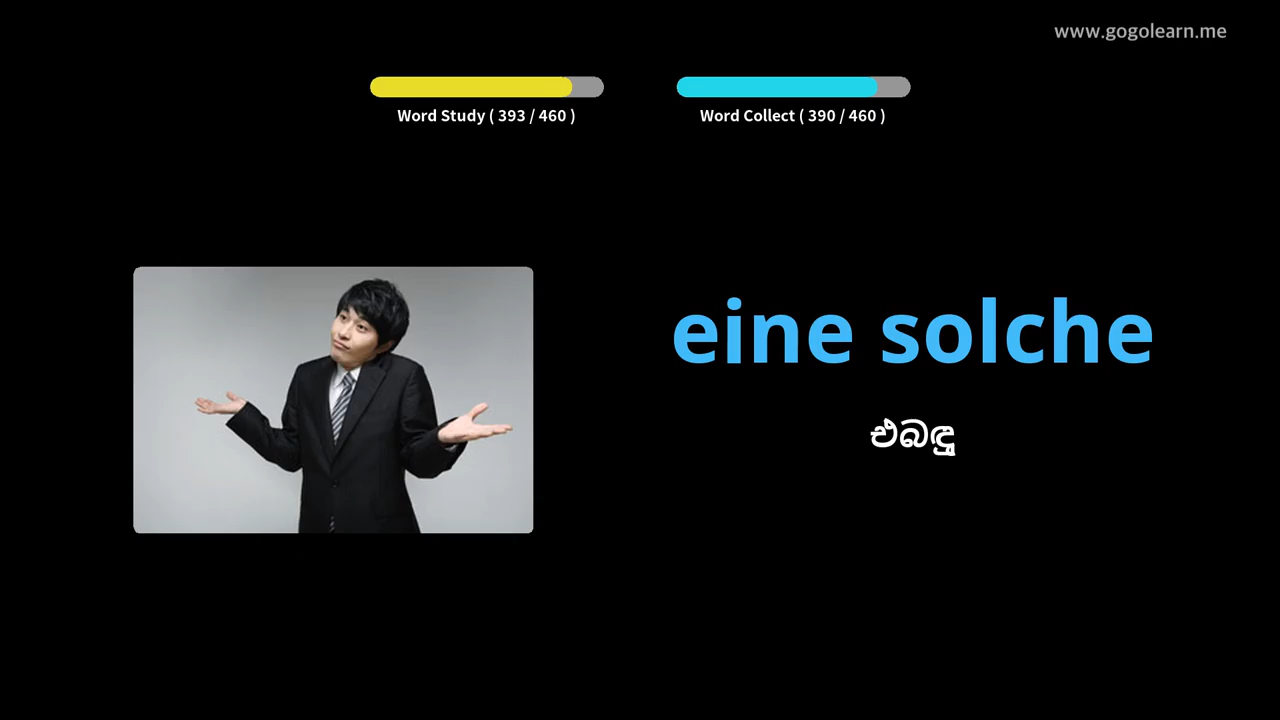 www.gogolearn.me
Word Study ( 393 / 460 )
Word Collect ( 390 / 460 )
eine solche
එබඳු